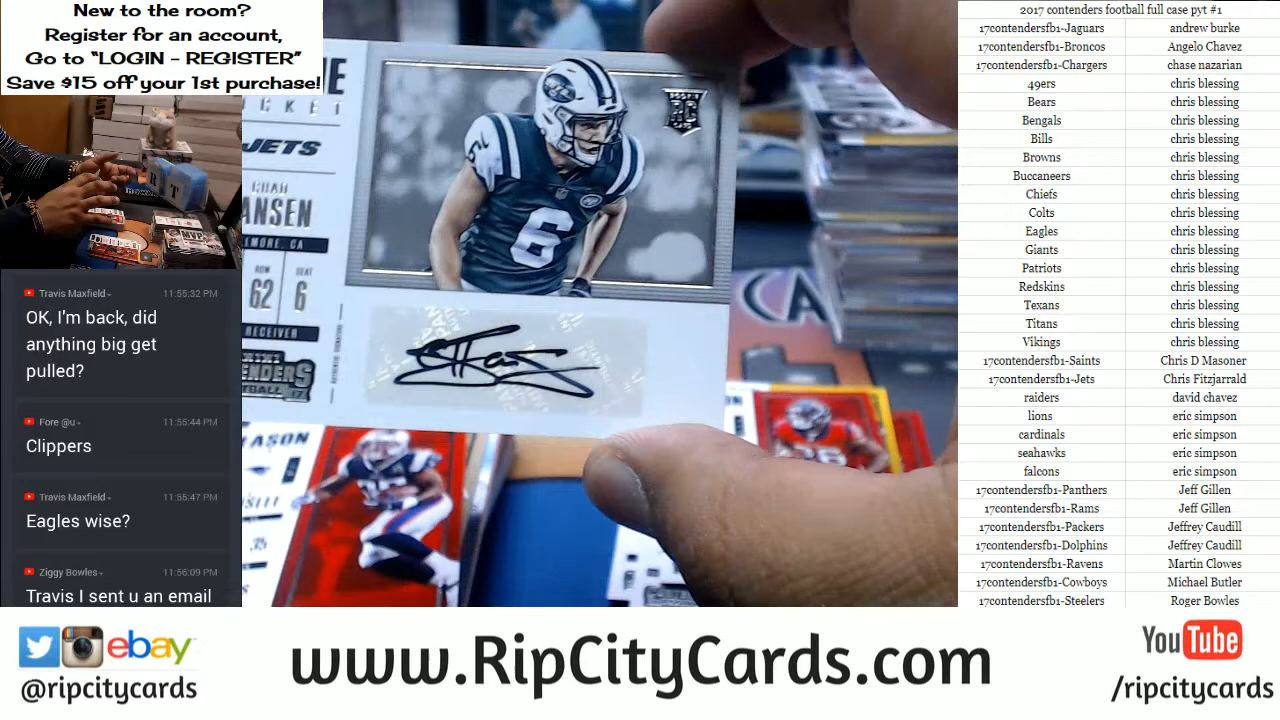 New to the room?
Register for an account,
Go to “LOGIN - REGISTER”
Save $15 off your 1st purchase!
Travis Maxfield 11:55:32 PM
OK, I'm back, did
anything big get
pulled?
Fore @u 11:55:44 PM
Clippers
Travis Maxfield 11:55:47 PM
Eagles wise?
Ziggy Bowles 11:56:09 PM
Travis I sent u an email
JETS
ANSEN
62 6
RECEIVER
RC
6
CA
2017 contenders football full case pyt #1
17contendersfb1-Jaguars andrew burke
17contendersfb1-Broncos Angelo Chavez
17contendersfb1-Chargers chase nazarian
49ers chris blessing
Bears chris blessing
Bengals chris blessing
Bills chris blessing
Browns chris blessing
Buccaneers chris blessing
Chiefs chris blessing
Colts chris blessing
Eagles chris blessing
Giants chris blessing
Patriots chris blessing
Redskins chris blessing
Texans chris blessing
Titans chris blessing
Vikings chris blessing
17contendersfb1-Saints Chris D Masoner
17contendersfb1-Jets Chris Fitzjarrald
raiders david chavez
lions eric simpson
cardinals eric simpson
seahawks eric simpson
falcons eric simpson
17contendersfb1-Panthers Jeff Gillen
17contendersfb1-Rams Jeff Gillen
17contendersfb1-Packers Jeffrey Caudill
17contendersfb1-Dolphins Jeffrey Caudill
17contendersfb1-Ravens Martin Clowes
17contendersfb1-Cowboys Michael Butler
17contendersfb1-Steelers Roger Bowles
ebay
@ripcitycards
www.RipCityCards.com
YouTube
/ripcitycards